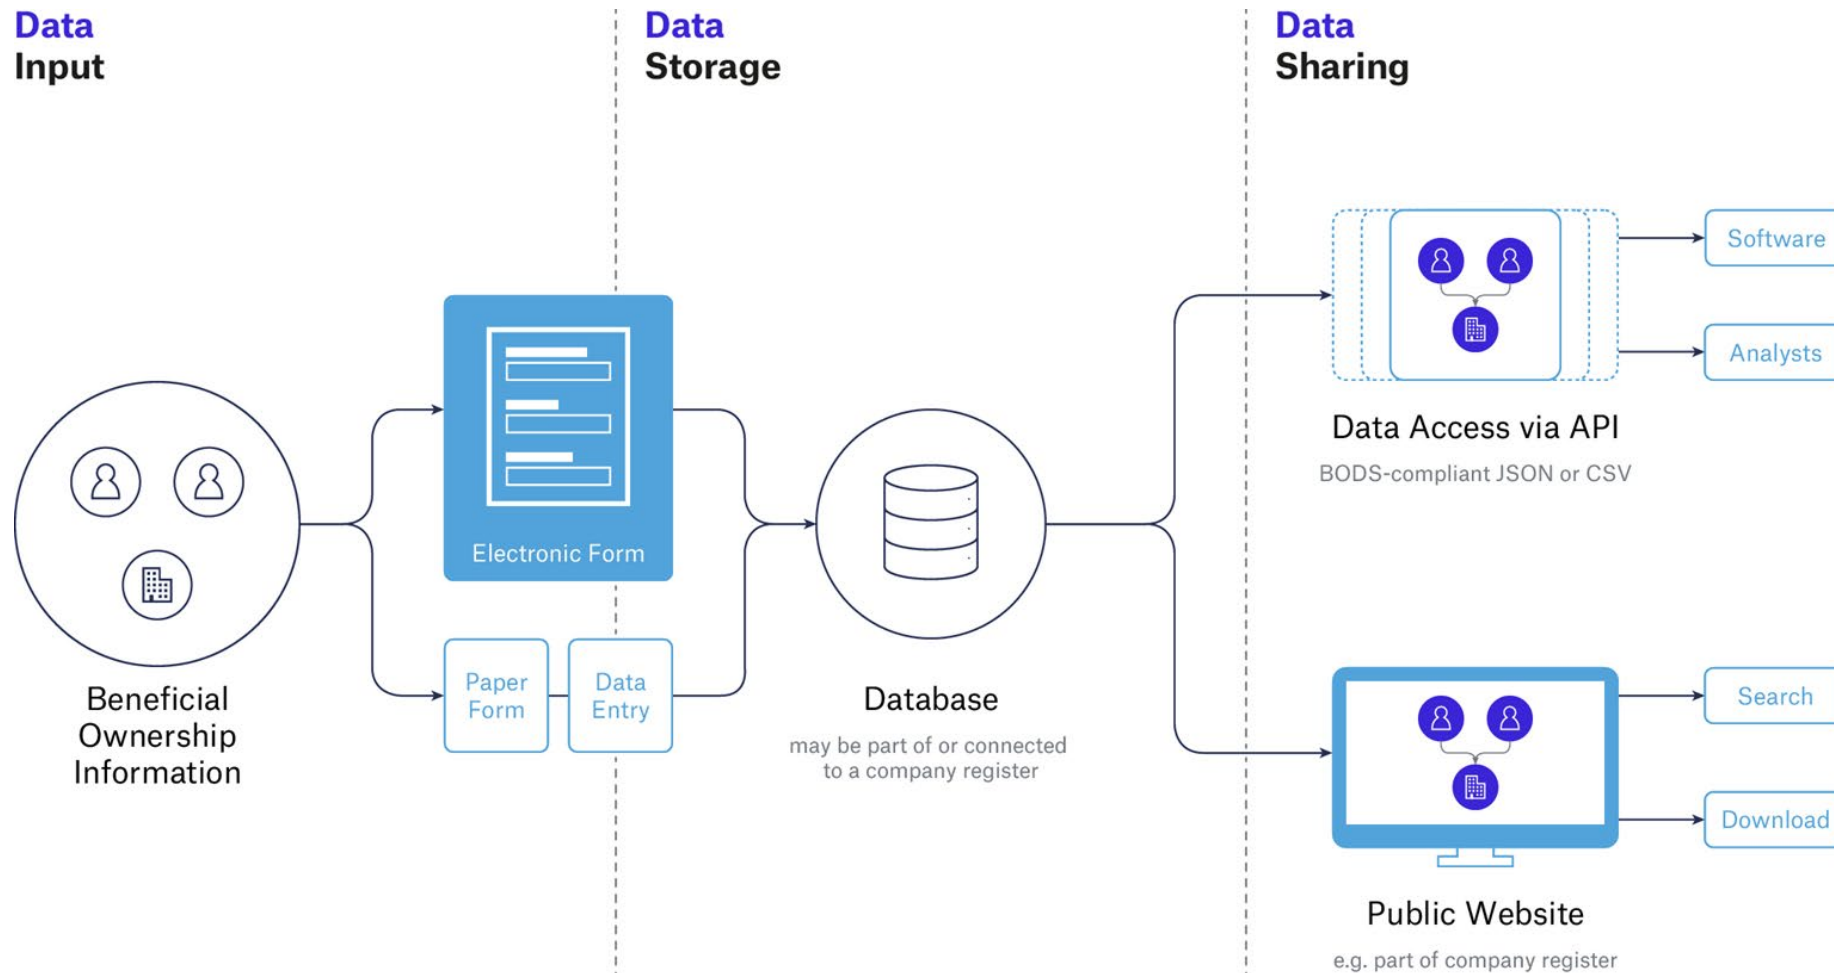 Data
Input
Data
Storage
Data
Sharing
Beneficial
Ownership
Information
Electronic Form
Paper
Form
Data
Entry
Database
may be part of or connected
to a company register
Data Access via API
BODS-compliant JSON or CSV
Software
Analysts
Public Website
e.g. part of company register
Search
Download